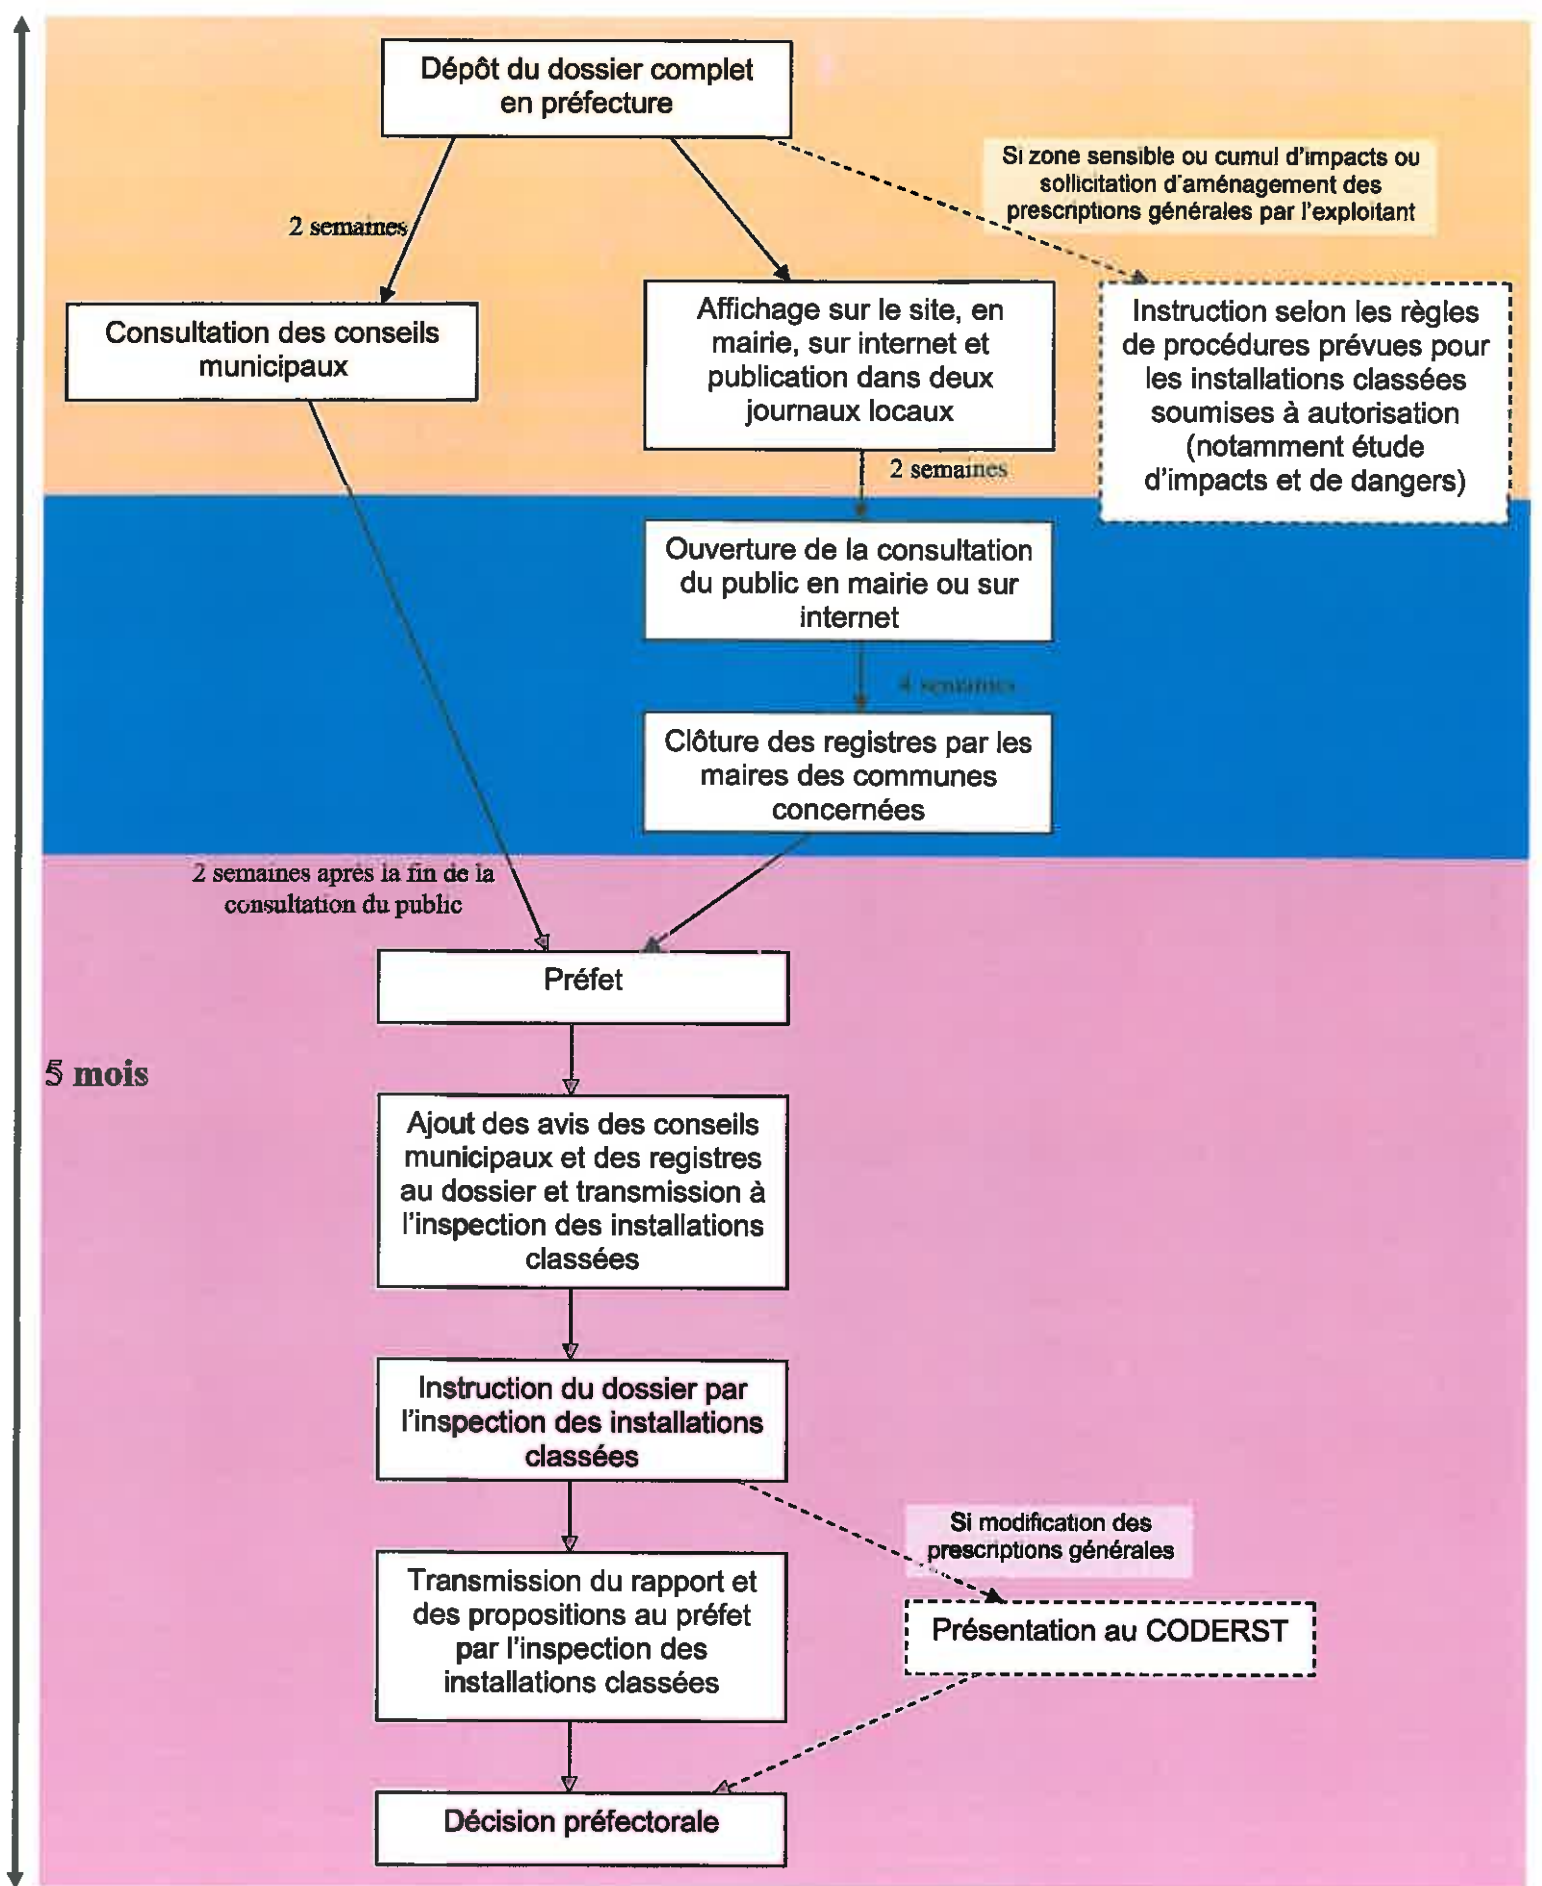 Dépôt du dossier complet
en préfecture
Si zone sensible ou cumul d'impacts ou
sollicitation d'aménagement des
prescriptions générales par l'exploitant
2 semaines
Consultation des conseils
municipaux
Affichage sur le site, en
mairie, sur internet et
publication dans deux
journaux locaux
Instruction selon les règles
de procédures prévues pour
les installations classées
soumises à autorisation
(notamment étude
d'impacts et de dangers)
2 semaines
Ouverture de la consultation
du public en mairie ou sur
internet
4 semaines
Clôture des registres par les
maires des communes
concernées
2 semaines après la fin de la
consultation du public
Préfet
5 mois
Ajout des avis des conseils
municipaux et des registres
au dossier et transmission à
l'inspection des installations
classées
Instruction du dossier par
l'inspection des installations
classées
Si modification des
prescriptions générales
Transmission du rapport et
des propositions au préfet
par l'inspection des
installations classées
Présentation au CODERST
Décision préfectorale